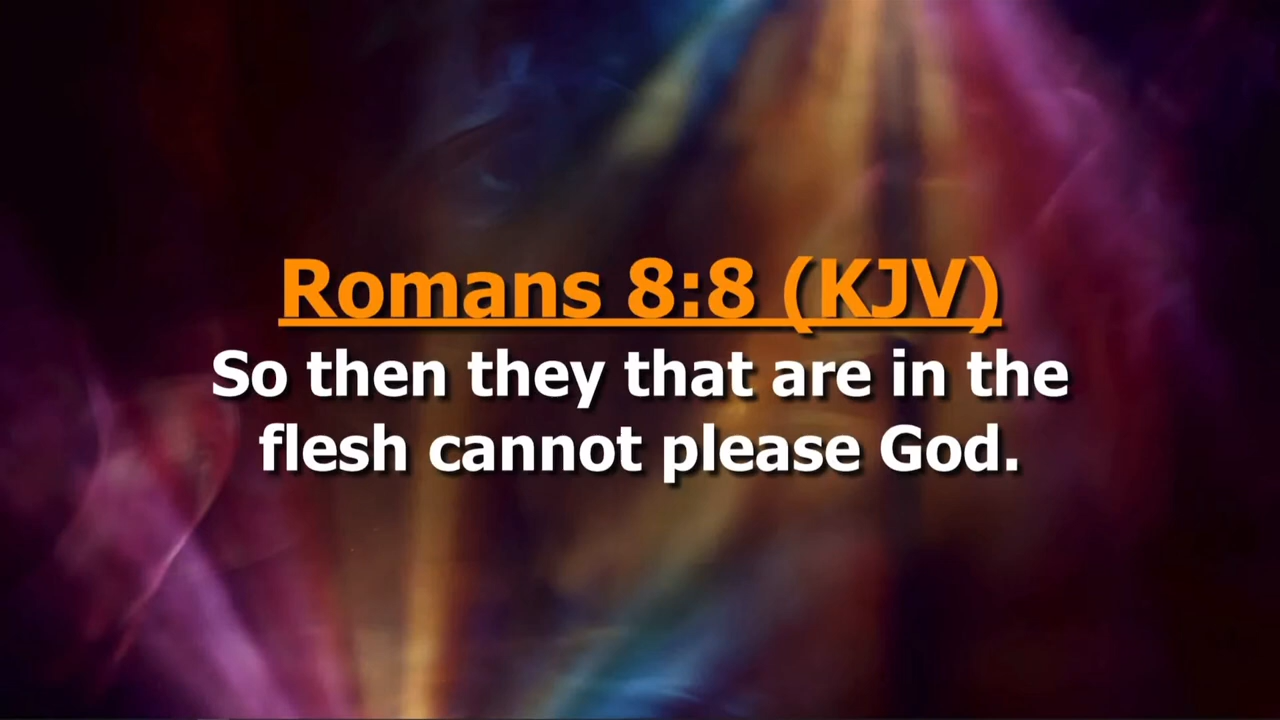 Romans 8:8 (KJV)
So then they that are in the
flesh cannot please God.